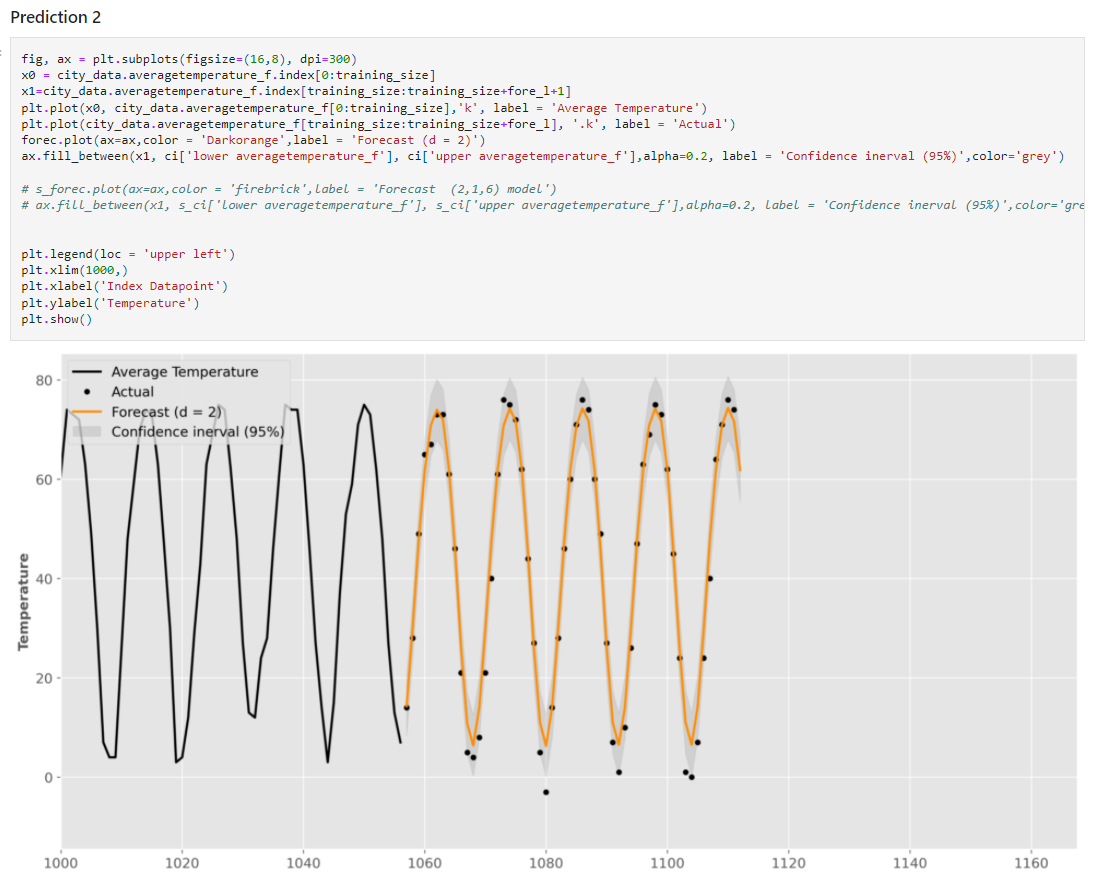 Prediction 2
fig, ax = plt.subplots(figsize=(16,8), dpi=300)
x0 = city_data.averagetemperature_f.index[0:training_size]
x1=city_data.averagetemperature_f.index[training_size:training_size+fore_l+1]
plt.plot(x0, city_data.averagetemperature_f[0:training_size],'k', label = 'Average Temperature')
plt.plot(city_data.averagetemperature_f[training_size:training_size+fore_l], '.k', label = 'Actual')
forec.plot(ax=ax,color = 'Darkorange',label = 'Forecast (d = 2)')
ax.fill_between(x1, ci['lower averagetemperature_f'], ci['upper averagetemperature_f'],alpha=0.2, label = 'Confidence inerval (95%)',color='grey')
# s_forec.plot(ax=ax,color = 'firebrick',label = 'Forecast  (2,1,6) model')
# ax.fill_between(x1, s_ci['lower averagetemperature_f'], s_ci['upper averagetemperature_f'],alpha=0.2, label = 'Confidence inerval (95%)',color='gre
plt.legend(loc = 'upper left')
plt.xlim(1000,)
plt.xlabel('Index Datapoint')
plt.ylabel('Temperature')
plt.show()
Average Temperature
Actual
Forecast (d = 2)
Confidence inerval (95%)
80
60
40
20
0
Temperature
1000 1020 1040 1060 1080 1100 1120 1140 1160